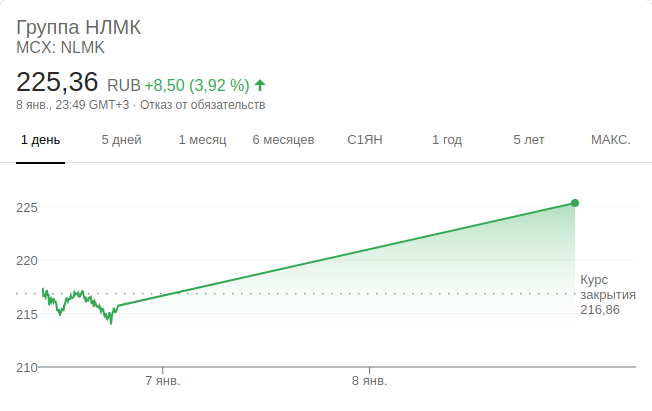 Группа НЛМК
MCX: NLMK
225,36 RUB +8,50 (3,92 %)
8 янв., 23:49 GMT+3 · Отказ от обязательств
1 день 5 дней 1 месяц 6 месяцев С1ЯН 1 год 5 лет МАКС.
225
220
Курс
закрытия
216,86
215
210
7 янв. 8 янв.